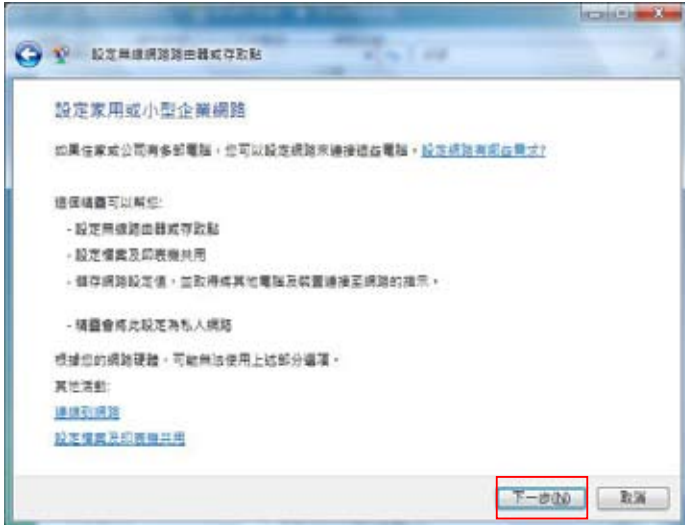 設定無線網路路由器或存取點
設定家用或小型企業網路
如果住家或公司有多部電腦，您可以設定網路來連接這些電腦。設定網路有哪些需求?
這個精靈可以幫您:
- 設定無線路由器或存取點
- 設定檔案及印表機共用
- 儲存網路設定值，並取得將其他電腦及裝置連接至網路的指示。
- 精靈會將此設定為私人網路
根據您的網路硬體，可能無法使用上述部分選項。
其他活動:
連線到網路
設定檔案及印表機共用
下一步(N)
取消